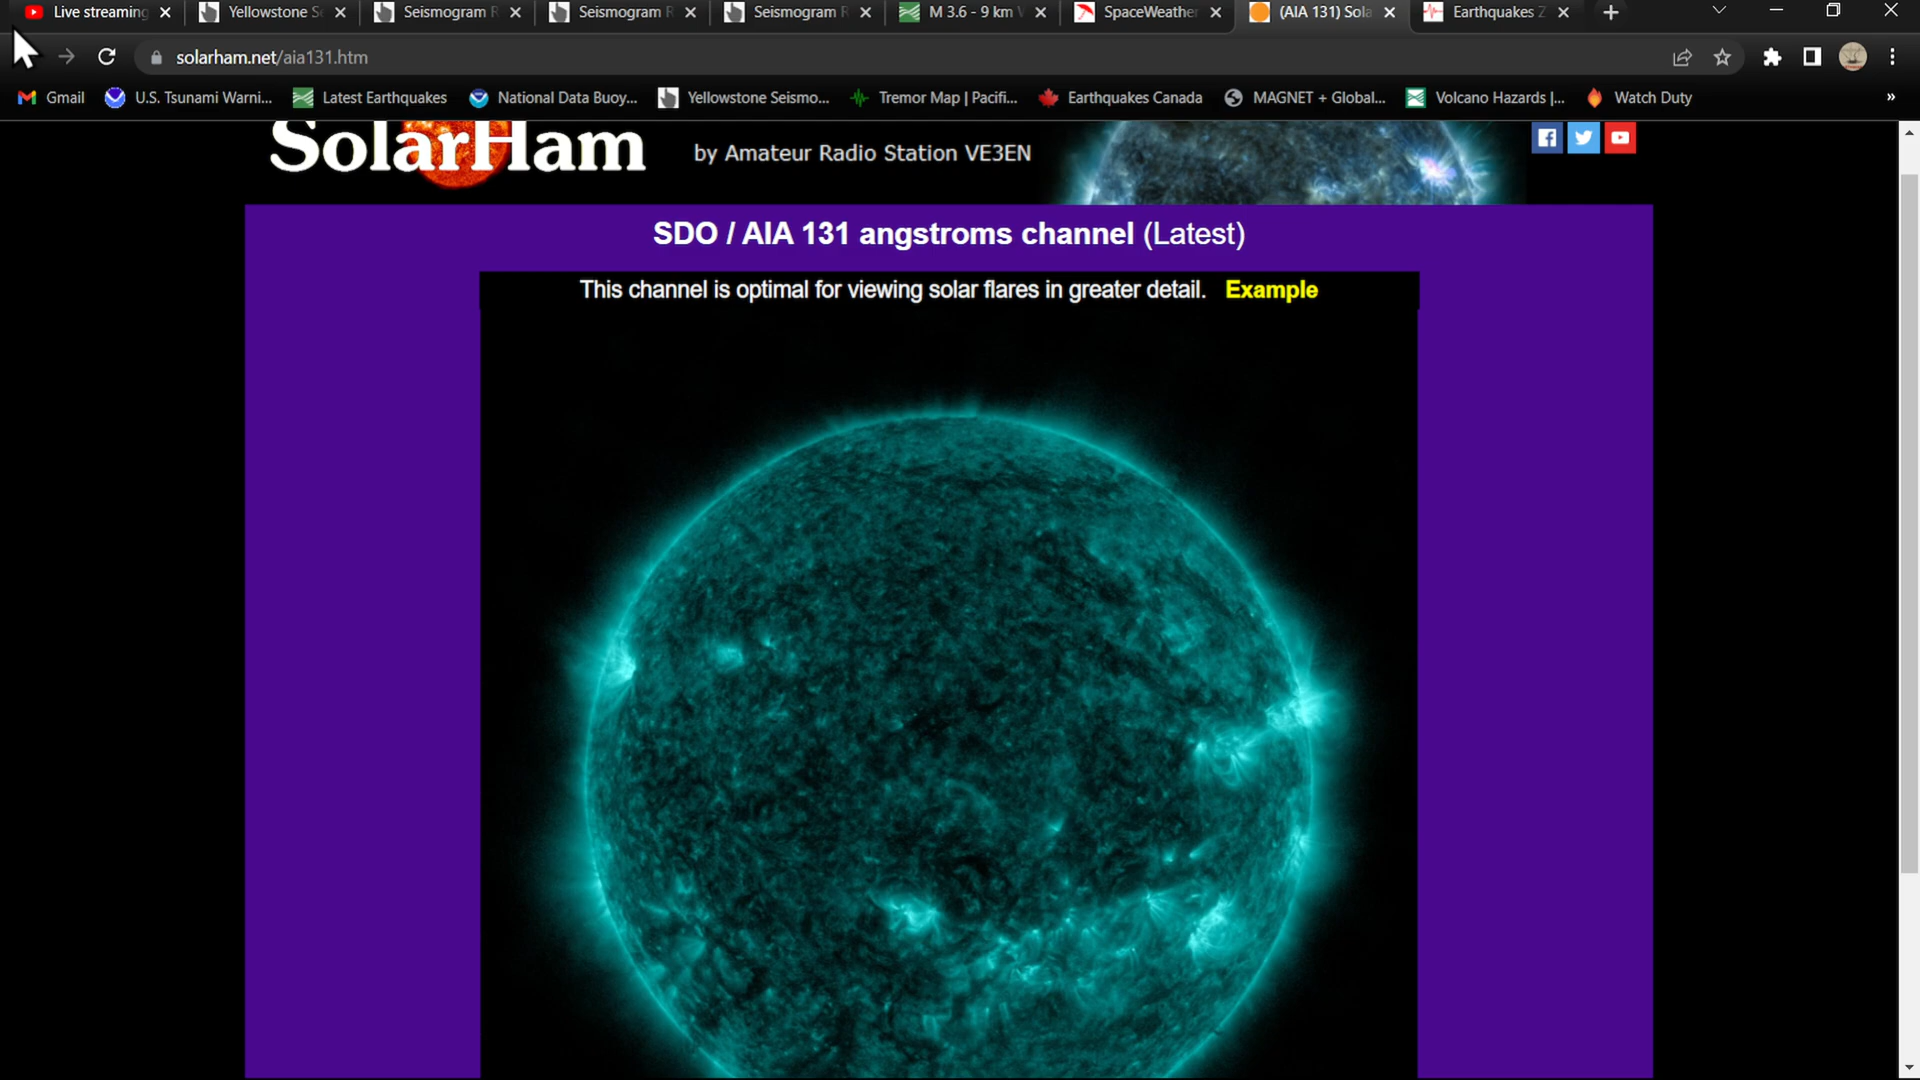 Live streaming
Yellowstone Se
Seismogram R
Seismogram R
Seismogram R
M 3.6 - 9 km
SpaceWeather
(AIA 131) Sola
Earthquakes Z
solarham.net/aia131.htm
Gmail
U.S. Tsunami Warni...
Latest Earthquakes
National Data Buoy...
Yellowstone Seismo...
Tremor Map | Pacifi...
Earthquakes Canada
MAGNET + Global...
Volcano Hazards |...
Watch Duty
»
SolarHam
by Amateur Radio Station VE3EN
SDO / AIA 131 angstroms channel (Latest)
This channel is optimal for viewing solar flares in greater detail. Example